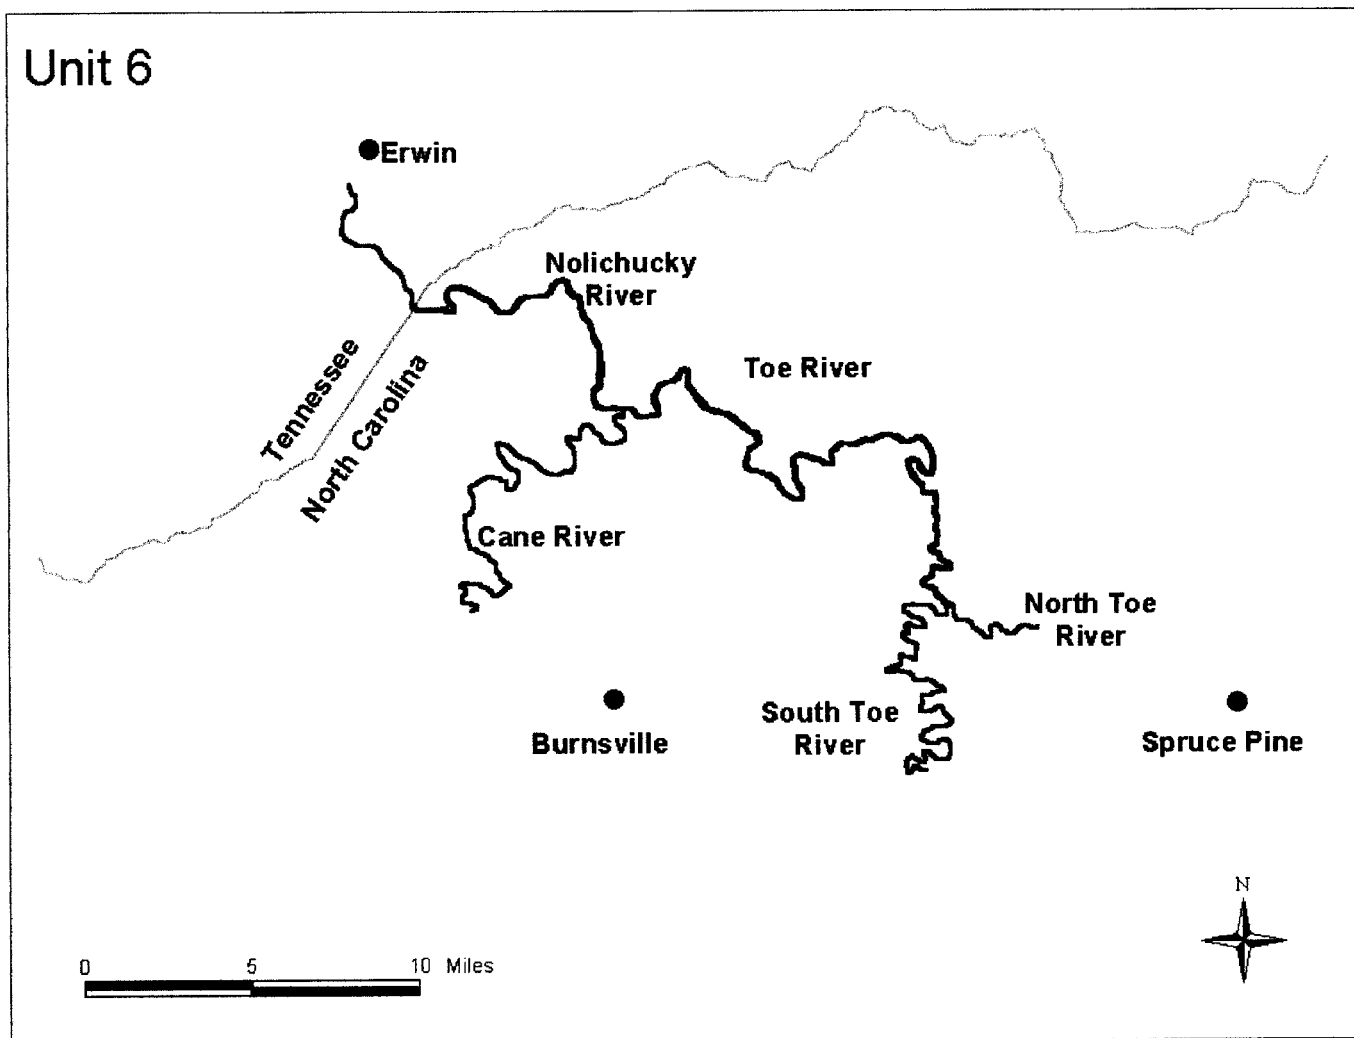 Unit 6
Erwin
Nolichucky
River
Toe River
Tennessee
North Carolina
Cane River
North Toe
River
South Toe
River
Burnsville
Spruce Pine
N
0 5 10 Miles